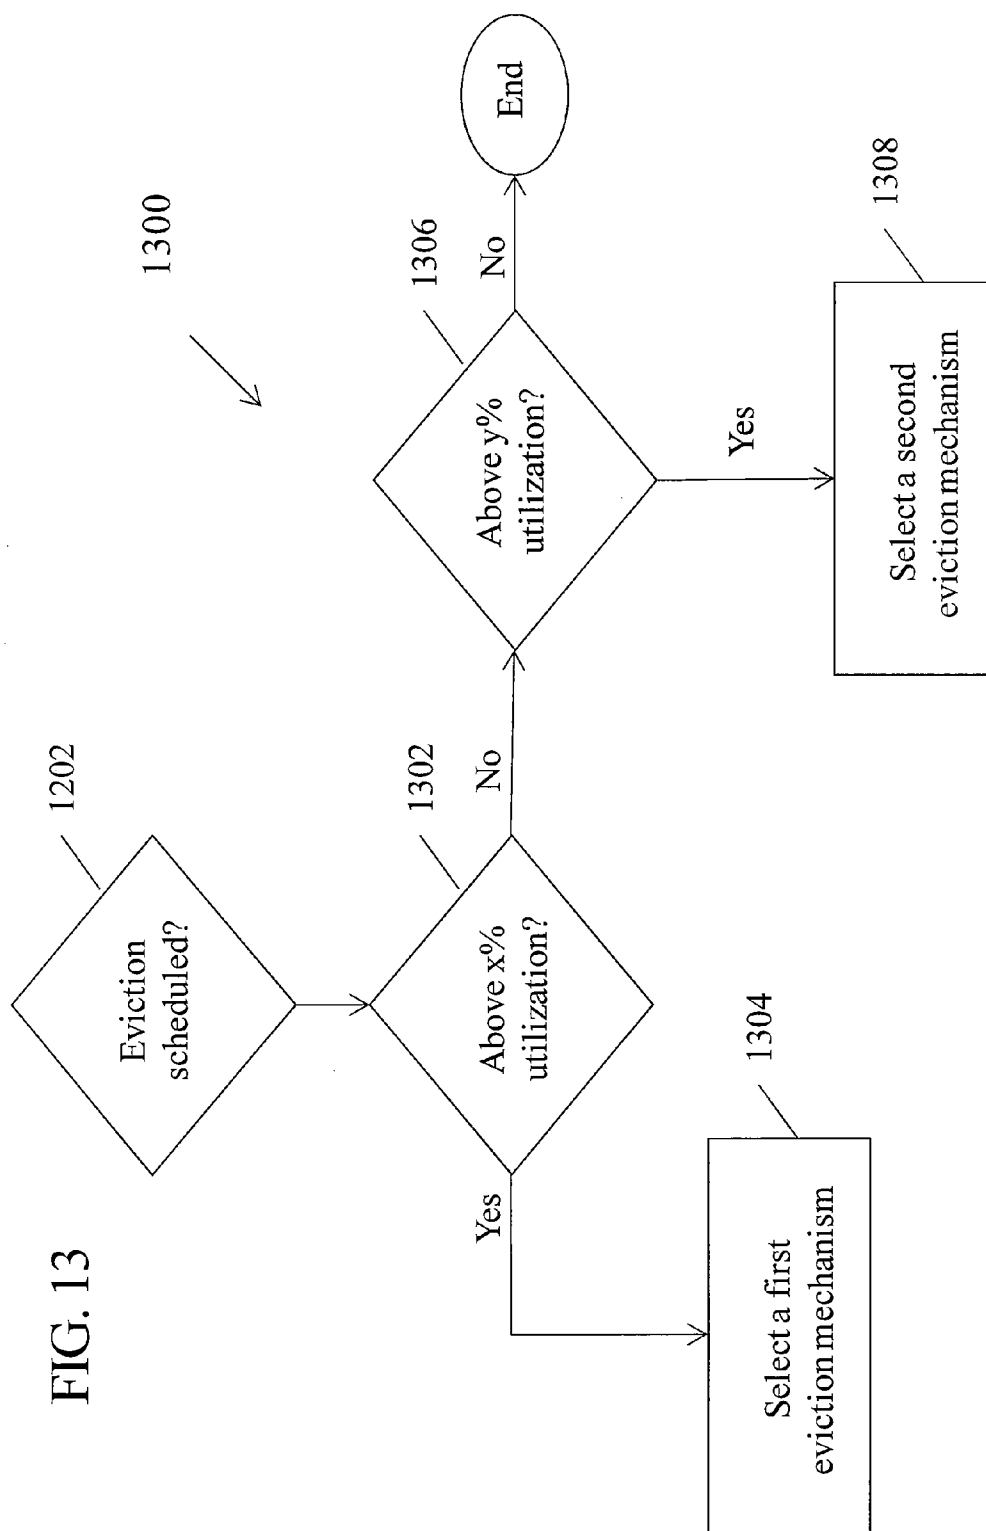 FIG. 13
1300
Eviction
scheduled?
1202
Above x%
utilization?
1302
Yes
No
Select a first
eviction mechanism
1304
Above y%
utilization?
1306
No
End
Yes
Select a second
eviction mechanism
1308